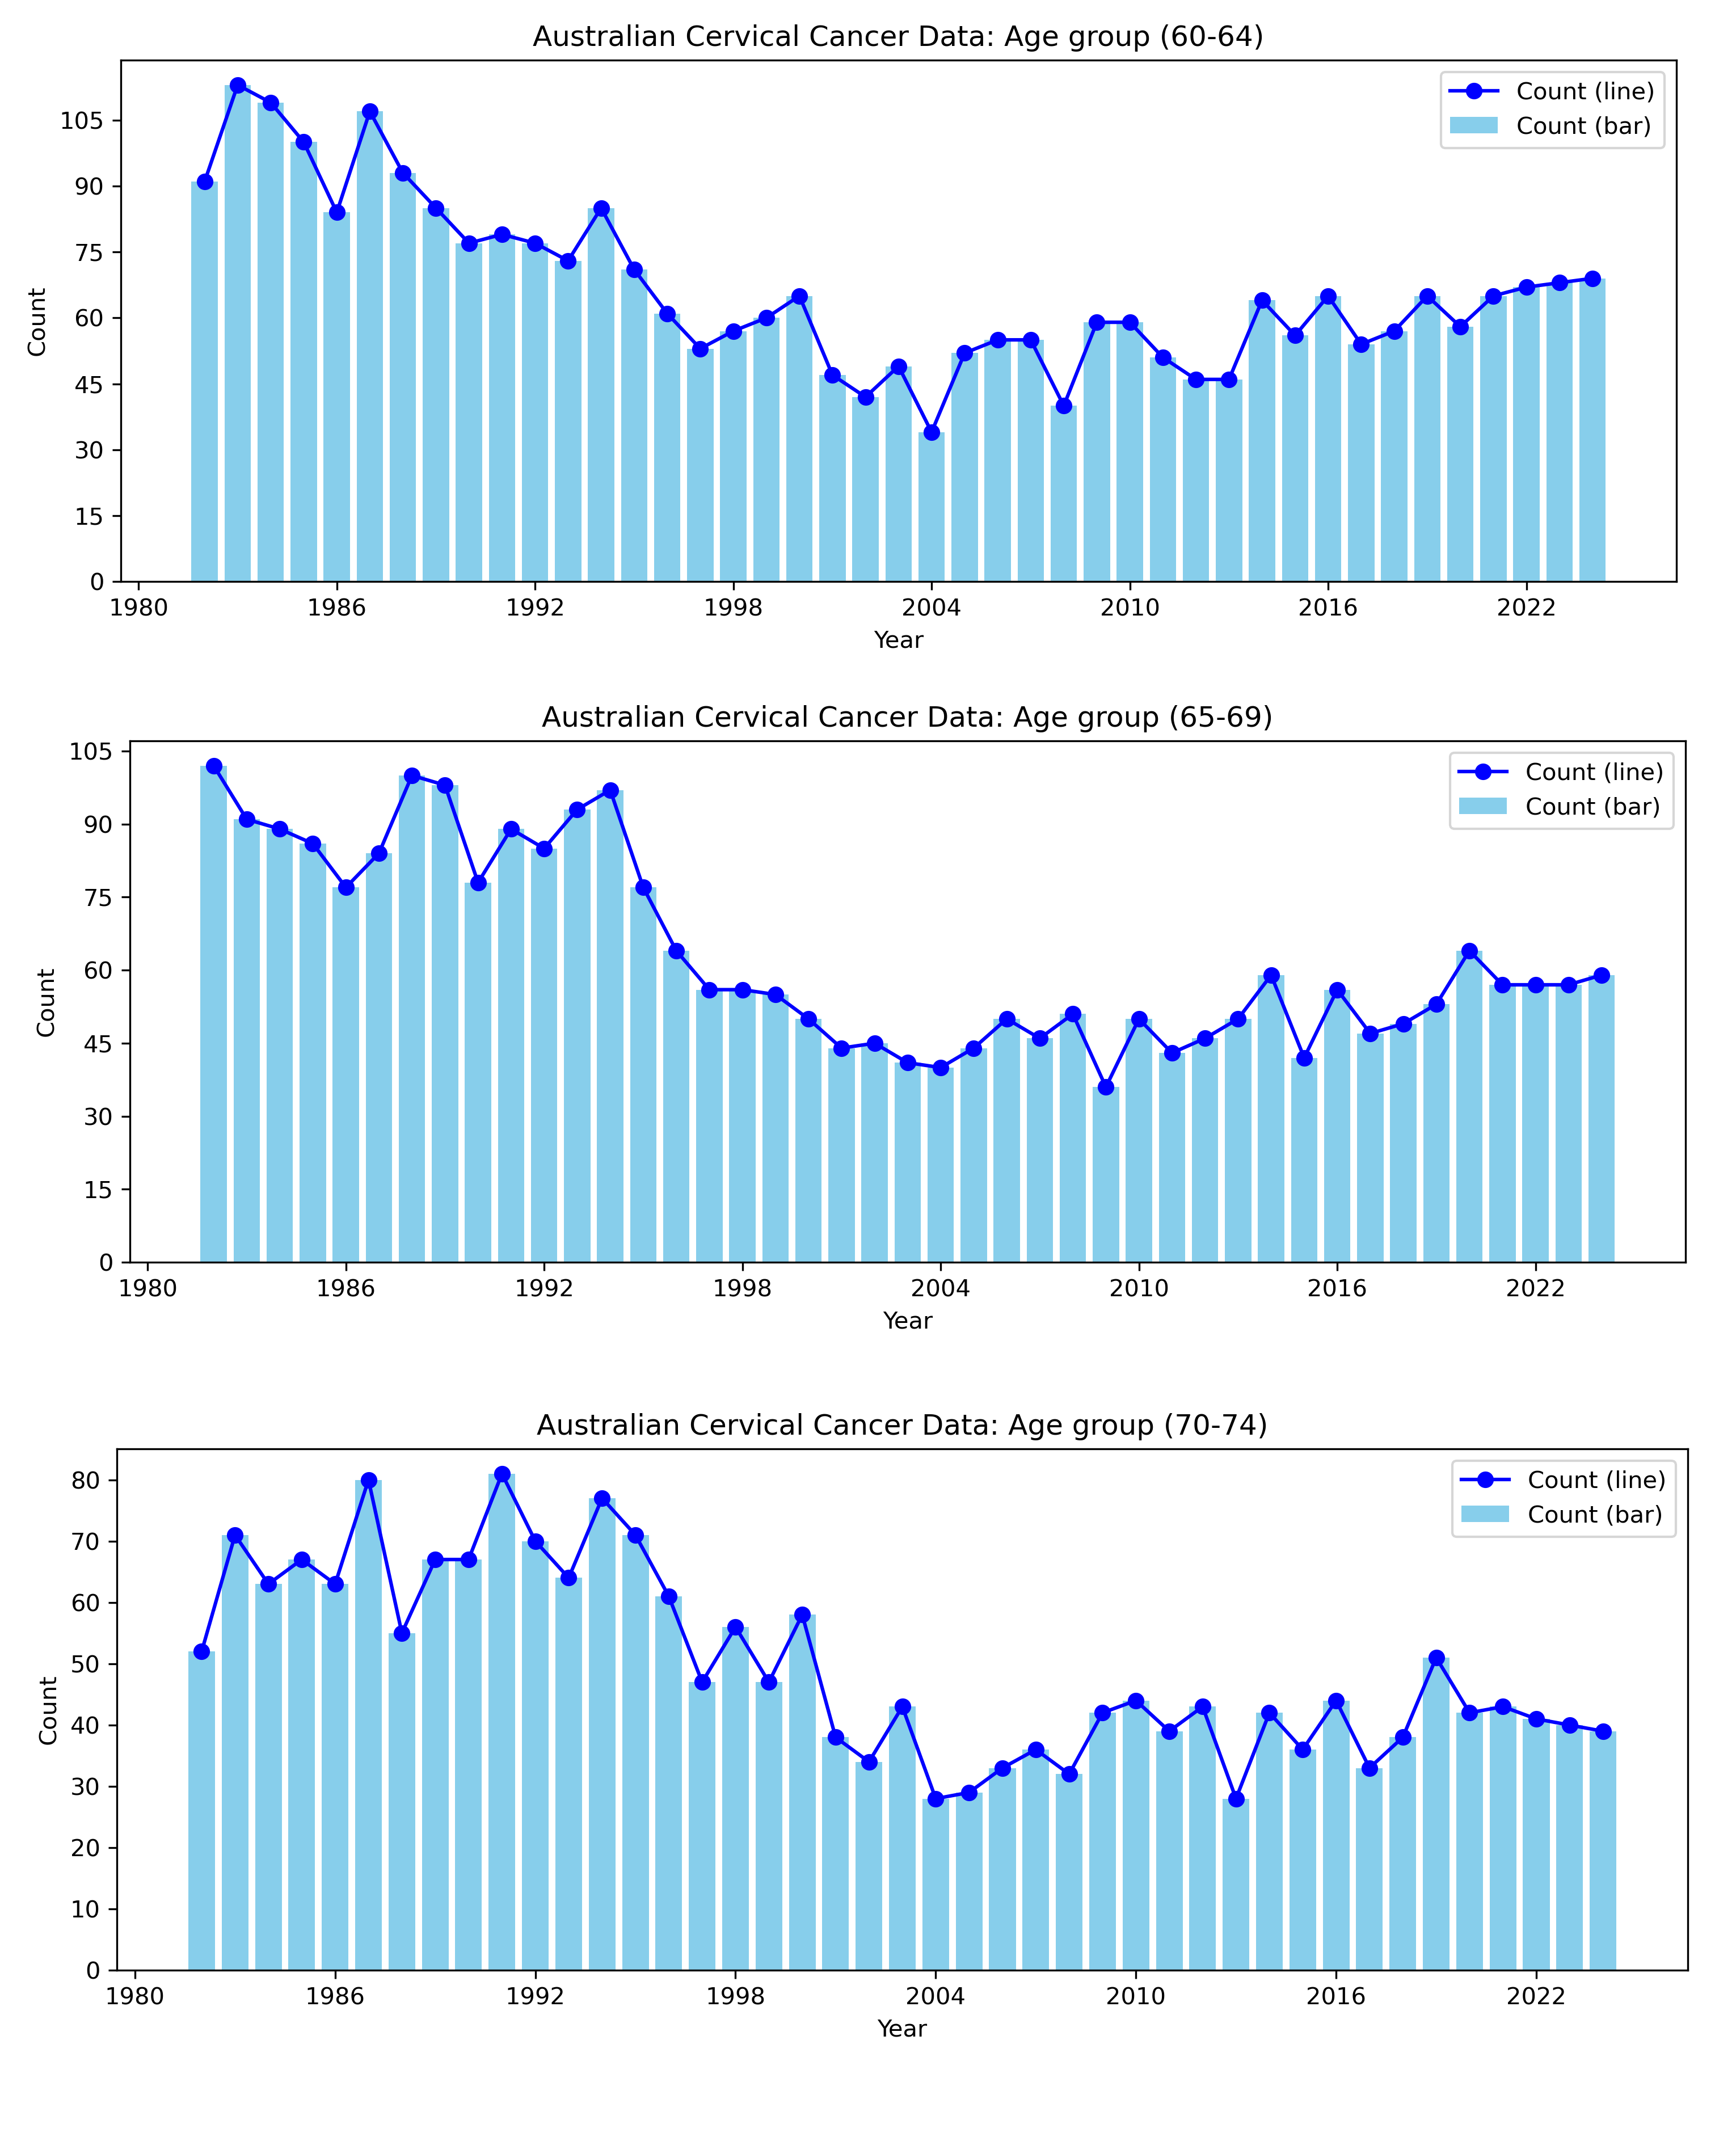 Australian Cervical Cancer Data: Age group (60-64)
Count (line)
Count (bar)
105
90
75
60
45
30
15
0
Count
1980 1986 1992 1998 2004 2010 2016 2022
Year
Australian Cervical Cancer Data: Age group (65-69)
Count (line)
Count (bar)
105
90
75
60
45
30
15
0
Count
1980 1986 1992 1998 2004 2010 2016 2022
Year
Australian Cervical Cancer Data: Age group (70-74)
Count (line)
Count (bar)
80
70
60
50
40
30
20
10
0
Count
1980 1986 1992 1998 2004 2010 2016 2022
Year